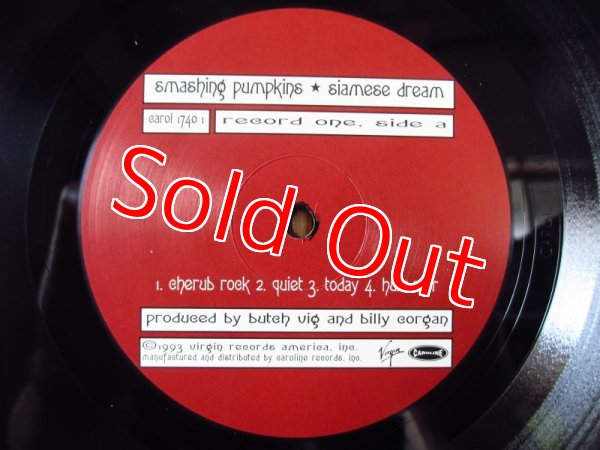 smashing pumpkins ★ siamese dream
carol 1740 1
record one, side a
Sold Out
1. cherub rock 2. quiet 3. today 4.
produced by butch vig and billy corgan
©1993 virgin records america, inc.
manufactured and distributed by caroline records, inc.
Virgin
CAROLINE